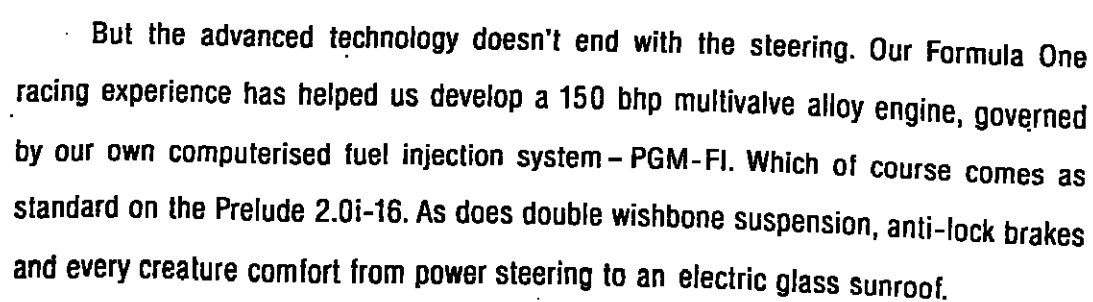 But the advanced technology doesn't end with the steering. Our Formula One
racing experience has helped us develop a 150 bhp multivalve alloy engine, governed
by our own computerised fuel injection system – PGM-FI. Which of course comes as
standard on the Prelude 2.0i-16. As does double wishbone suspension, anti-lock brakes
and every creature comfort from power steering to an electric glass sunroof.